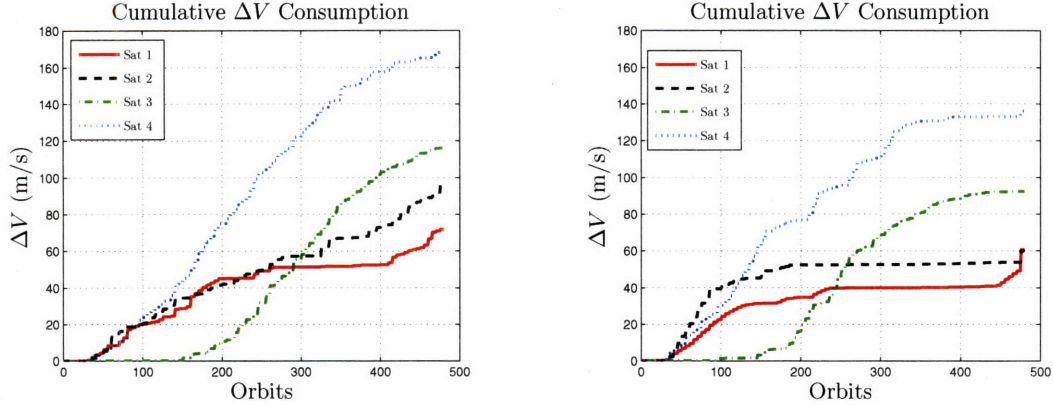 Cumulative ΔV Consumption
180
160
140
120
100
80
60
40
20
0
ΔV (m/s)
Sat 1
Sat 2
Sat 3
Sat 4
0 100 200 300 400 500
Orbits
Cumulative ΔV Consumption
180
160
140
120
100
80
60
40
20
0
ΔV (m/s)
Sat 1
Sat 2
Sat 3
Sat 4
0 100 200 300 400 500
Orbits